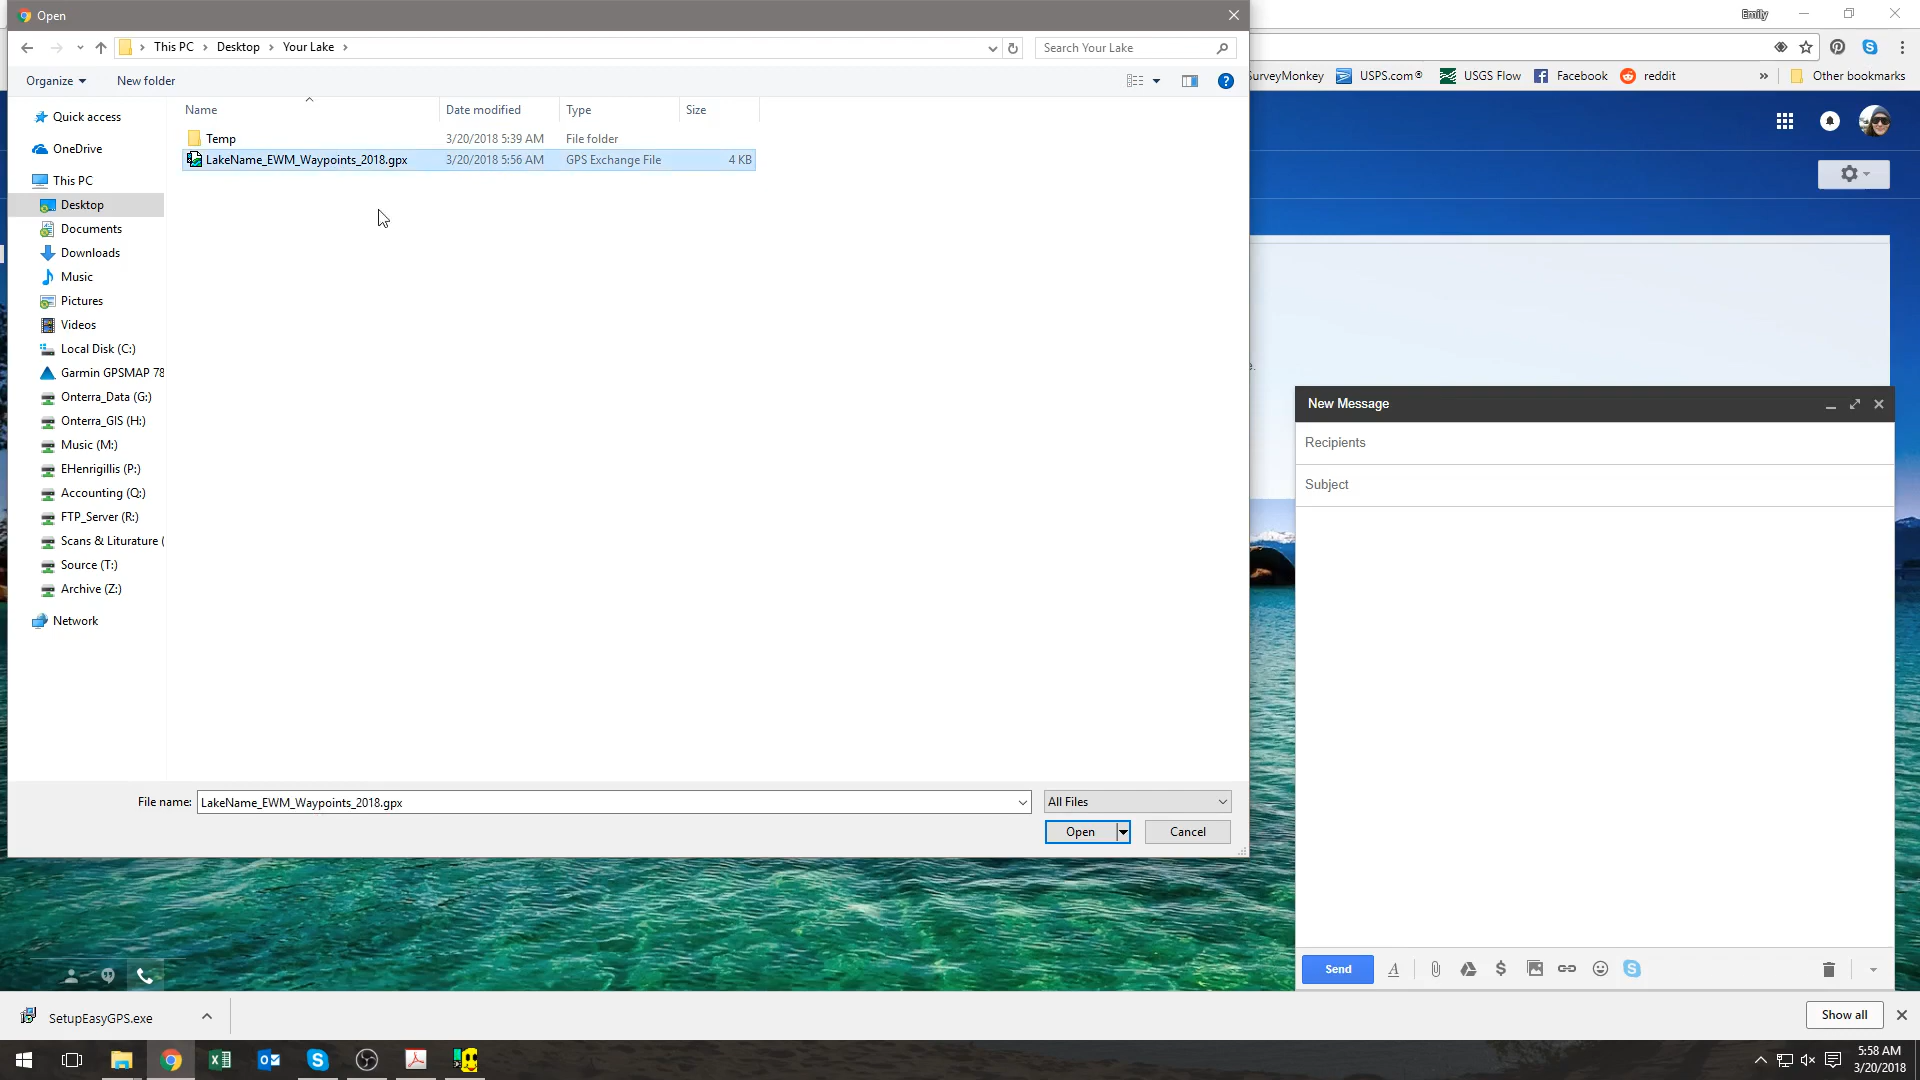 Open
Emily
This PC
Desktop
Your Lake
Search Your Lake
Organize
New folder
SurveyMonkey
USPS.com®
USGS Flow
Facebook
reddit
»
Other bookmarks
Name
Date modified
Type
Size
Temp
3/20/2018 5:39 AM
File folder
LakeName_EWM_Waypoints_2018.gpx
3/20/2018 5:56 AM
GPS Exchange File
4 KB
Quick access
OneDrive
This PC
Desktop
Documents
Downloads
Music
Pictures
Videos
Local Disk (C:)
Garmin GPSMAP 78
Onterra_Data (G:)
Onterra_GIS (H:)
Music (M:)
EHenrigillis (P:)
Accounting (Q:)
FTP_Server (R:)
Scans & Liturature (
Source (T:)
Archive (Z:)
Network
New Message
Recipients
Subject
File name:
LakeName_EWM_Waypoints_2018.gpx
All Files
Open
Cancel
Send
SetupEasyGPS.exe
Show all
5:58 AM
3/20/2018